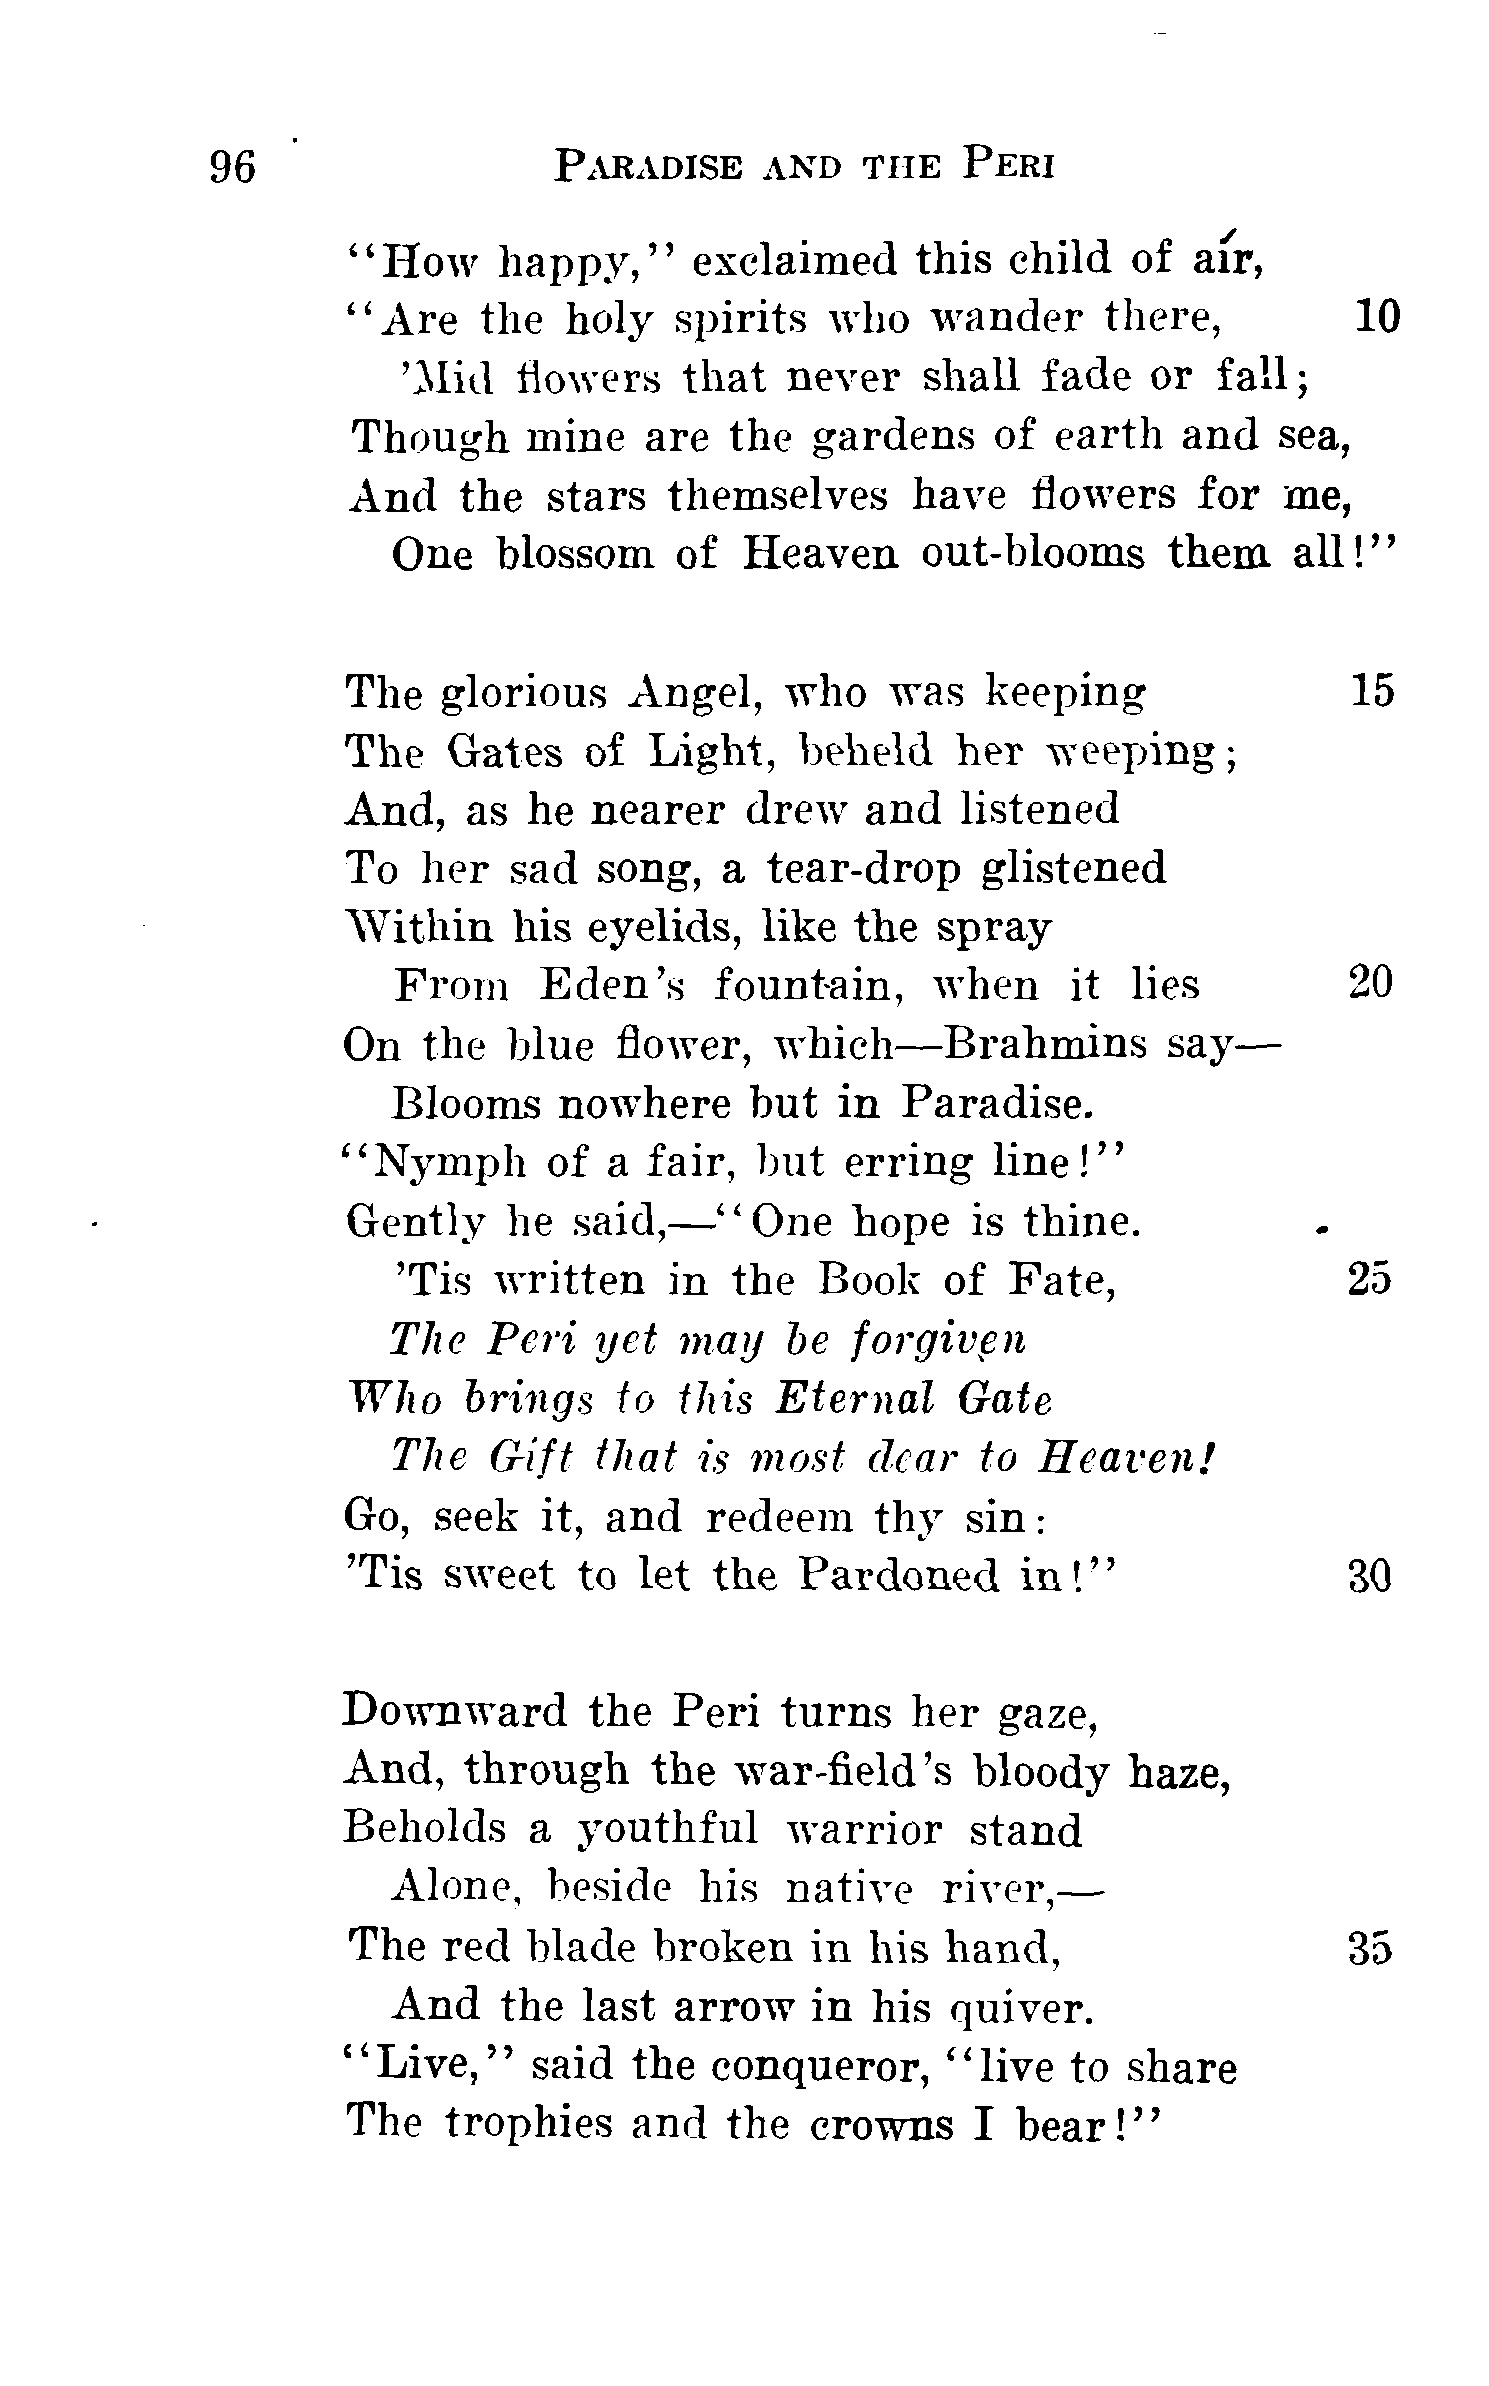 96 PARADISE AND THE PERI
"How happy," exclaimed this child of air,
"Are the holy spirits who wander there, 10
'Mid flowers that never shall fade or fall;
Though mine are the gardens of earth and sea,
And the stars themselves have flowers for me,
One blossom of Heaven out-blooms them all!"
The glorious Angel, who was keeping 15
The Gates of Light, beheld her weeping;
And, as he nearer drew and listened
To her sad song, a tear-drop glistened
Within his eyelids, like the spray
From Eden's fountain, when it lies 20
On the blue flower, which—Brahmins say—
Blooms nowhere but in Paradise.
"Nymph of a fair, but erring line!"
Gently he said,—"One hope is thine.
'Tis written in the Book of Fate, 25
The Peri yet may be forgiven
Who brings to this Eternal Gate
The Gift that is most dear to Heaven!
Go, seek it, and redeem thy sin:
'Tis sweet to let the Pardoned in!" 30
Downward the Peri turns her gaze,
And, through the war-field's bloody haze,
Beholds a youthful warrior stand
Alone, beside his native river,—
The red blade broken in his hand, 35
And the last arrow in his quiver.
"Live," said the conqueror, "live to share
The trophies and the crowns I bear!"